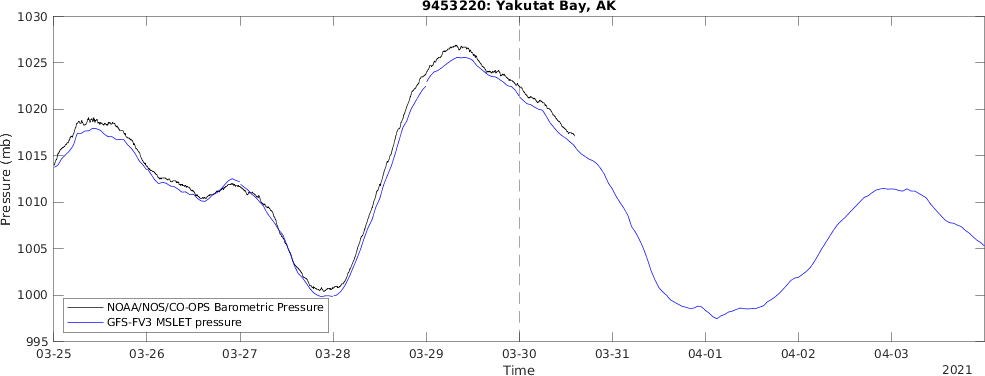 9453220: Yakutat Bay, AK
1030
1025
1020
1015
1010
1005
1000
995
Pressure (mb)
NOAA/NOS/CO-OPS Barometric Pressure
GFS-FV3 MSLET pressure
03-25 03-26 03-27 03-28 03-29 03-30 03-31 04-01 04-02 04-03
Time
2021